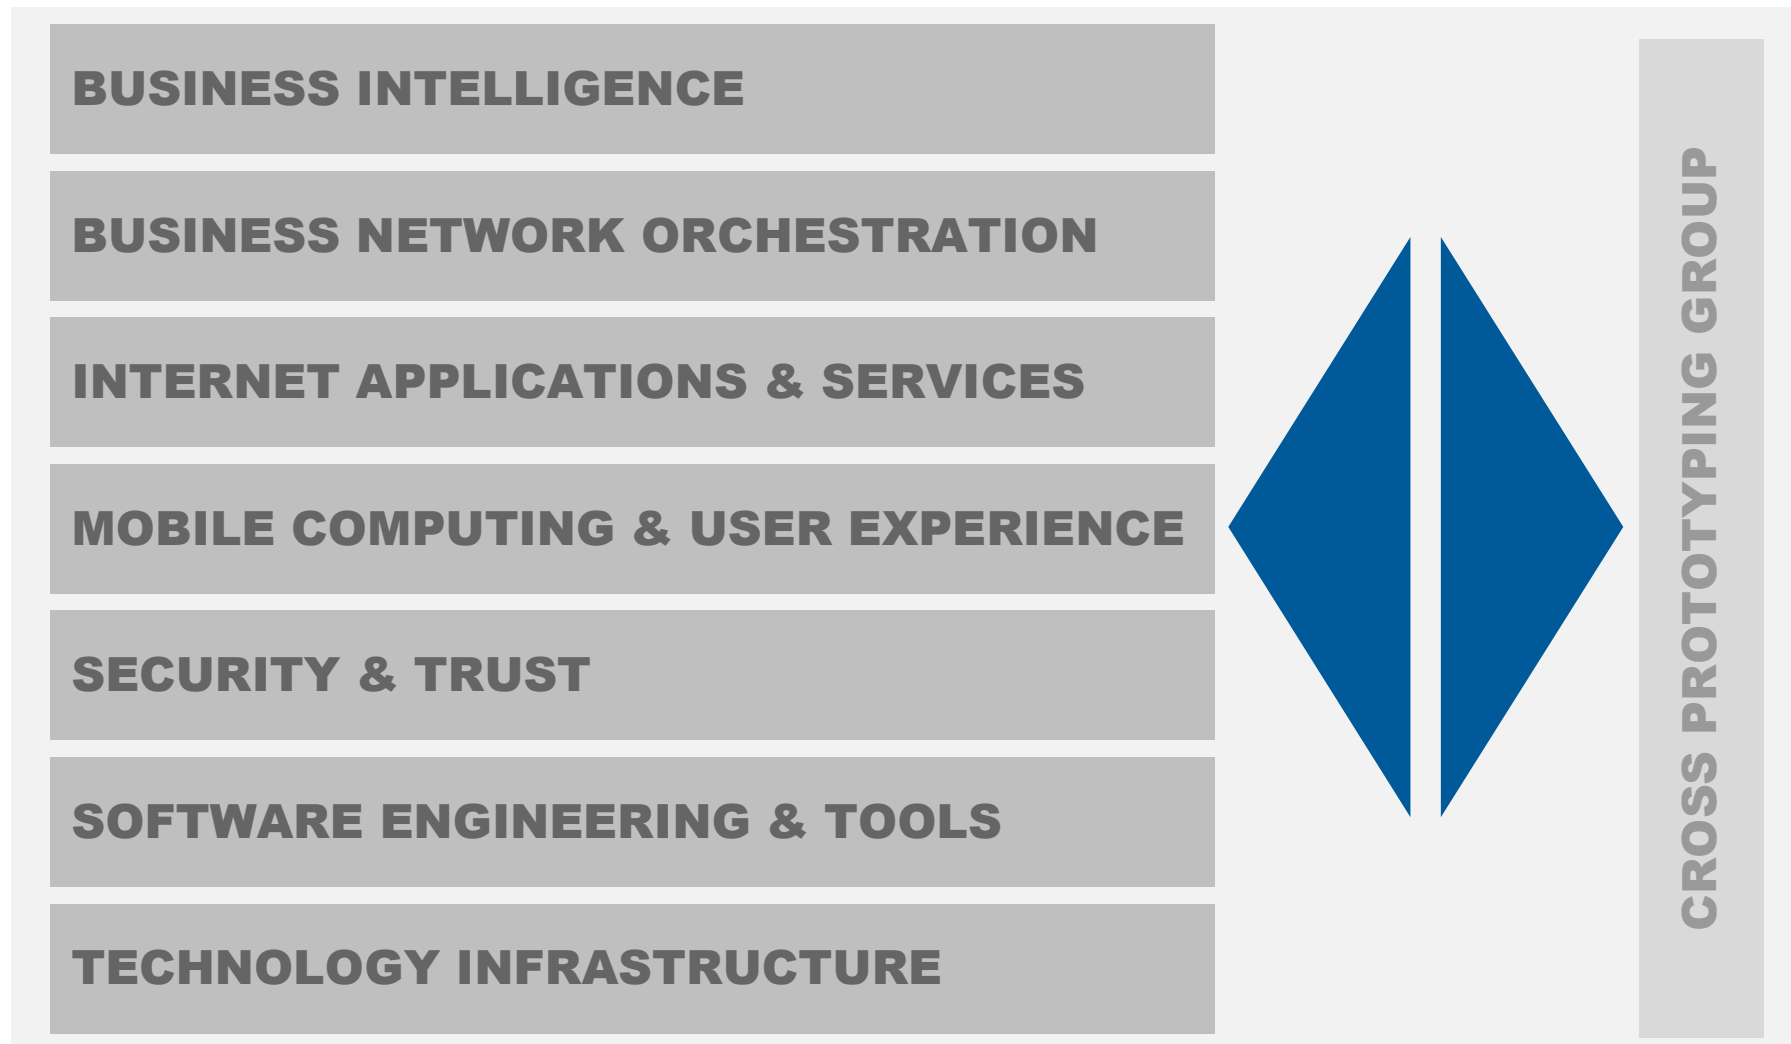 BUSINESS INTELLIGENCE
BUSINESS NETWORK ORCHESTRATION
INTERNET APPLICATIONS & SERVICES
MOBILE COMPUTING & USER EXPERIENCE
SECURITY & TRUST
SOFTWARE ENGINEERING & TOOLS
TECHNOLOGY INFRASTRUCTURE
CROSS PROTOTYPING GROUP